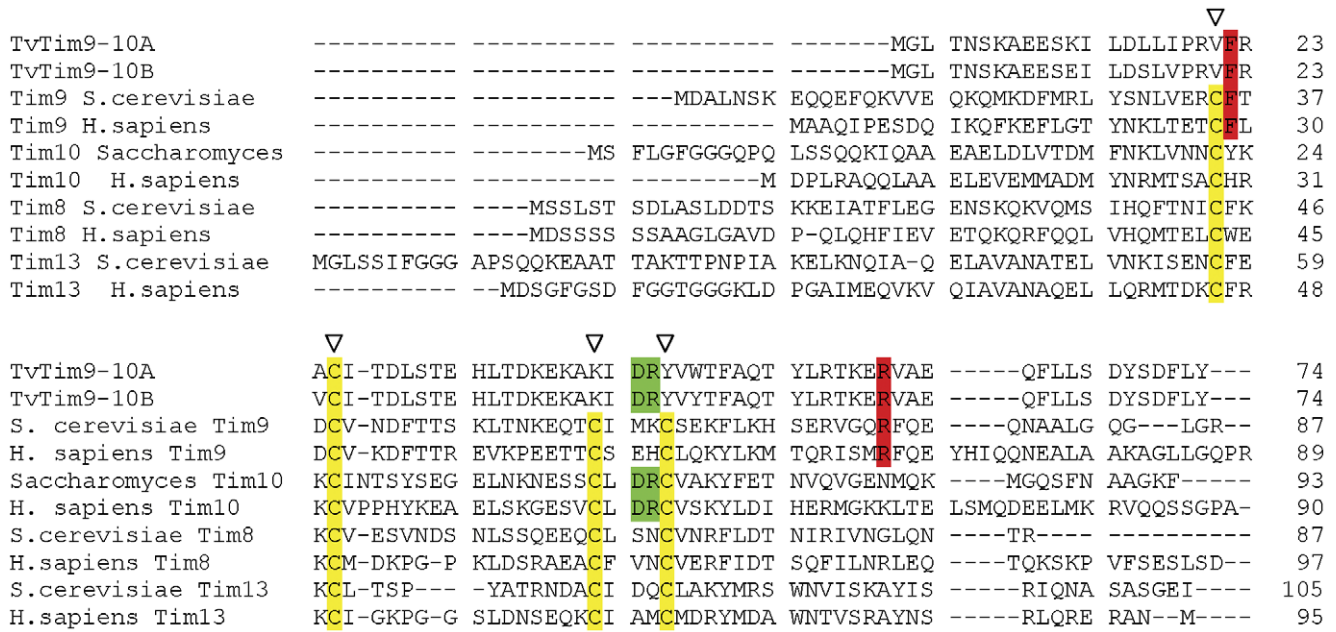 TvTim9-10A ---------- ---------- ---------- -------MGL TNSKAEESKI LDLLIPRVFR 23
TvTim9-10B ---------- ---------- ---------- -------MGL TNSKAEESEI LDSLVPRVFR 23
Tim9 S.cerevisiae ---------- ---------- ---MDALNSK EQQEFQKVVE QKQMKDFMRL YSNLVERCFT 37
Tim9 H.sapiens ---------- ---------- ---------- MAAQIPESDQ IKQFKEFLGT YNKLTETCFL 30
Tim10 Saccharomyces ---------- --------MS FLGFGGGQPQ LSSQQKIQAA EAELDLVTDM FNKLVNNCYK 24
Tim10 H.sapiens ---------- ---------- ---------M DPLRAQQLAA ELEVEMMADM YNRMTSACHR 31
Tim8 S.cerevisiae ---------- ----MSSLST SDLASLDDTS KKEIATFLEG ENSKQKVQMS IHQFTNICFK 46
Tim8 H.sapiens ---------- ----MDSSSS SSAAGLGAVD P-QLQHFIEV ETQKQRFQQL VHQMTELCWE 45
Tim13 S.cerevisiae MGLSSIFGGG APSQQKEAAT TAKTTPNPIA KELKNQIA-Q ELAVANATEL VNKISENCFE 59
Tim13 H.sapiens ---------- --MDSGFGSD FGGTGGGKLD PGAIMEQVKV QIAVANAQEL LQRMTDKCFR 48
TvTim9-10A ACI-TDLSTE HLTDKEKAKI DRYVWTFAQT YLRTKERVAE -----QFLLS DYSDFLY--- 74
TvTim9-10B VCI-TDLSTE HLTDKEKAKI DRYVYTFAQT YLRTKERVAE -----QFLLS DYSDFLY--- 74
S. cerevisiae Tim9 DCV-NDFTTS KLTNKEQTCI MKCSEKFLKH SERVGQRFQE -----QNAALG QG---LGR-- 87
H. sapiens Tim9 DCV-KDFTTR EVKPEETTCS EHCLQKYLKM TQRISMRFQE YHIQQNEALA AKAGLLGQPR 89
Saccharomyces Tim10 KCINTSYSEG ELNKNESSCL DRCVAKYFET NVQVGENMQK ----MGQSFN AAGKF----- 93
H. sapiens Tim10 KCVPPHYKEA ELSKGESVCL DRCVSKYLDI HERMGKKLTE LSMQDEELMK RVQQSSGPA- 90
S.cerevisiae Tim8 KCV-ESVNDS NLSSQEEQCL SNCVNRFLDT NIRIVNGLQN ----TR---- ---------- 87
H.sapiens Tim8 KCM-DKPG-P KLDSRAEACF VNCVERFIDT SQFILNRLEQ ----TQKSKP VFSESLSD-- 97
S.cerevisiae Tim13 KCL-TSP--- -YATRNDACI DQCLAKYMRS WNVISKAYIS -----RIQNA SASGEI---- 105
H.sapiens Tim13 KCI-GKPG-G SLDNSEQKCI AMCMDRYMDA WNTVSRAYNS -----RLQRE RAN--M---- 95